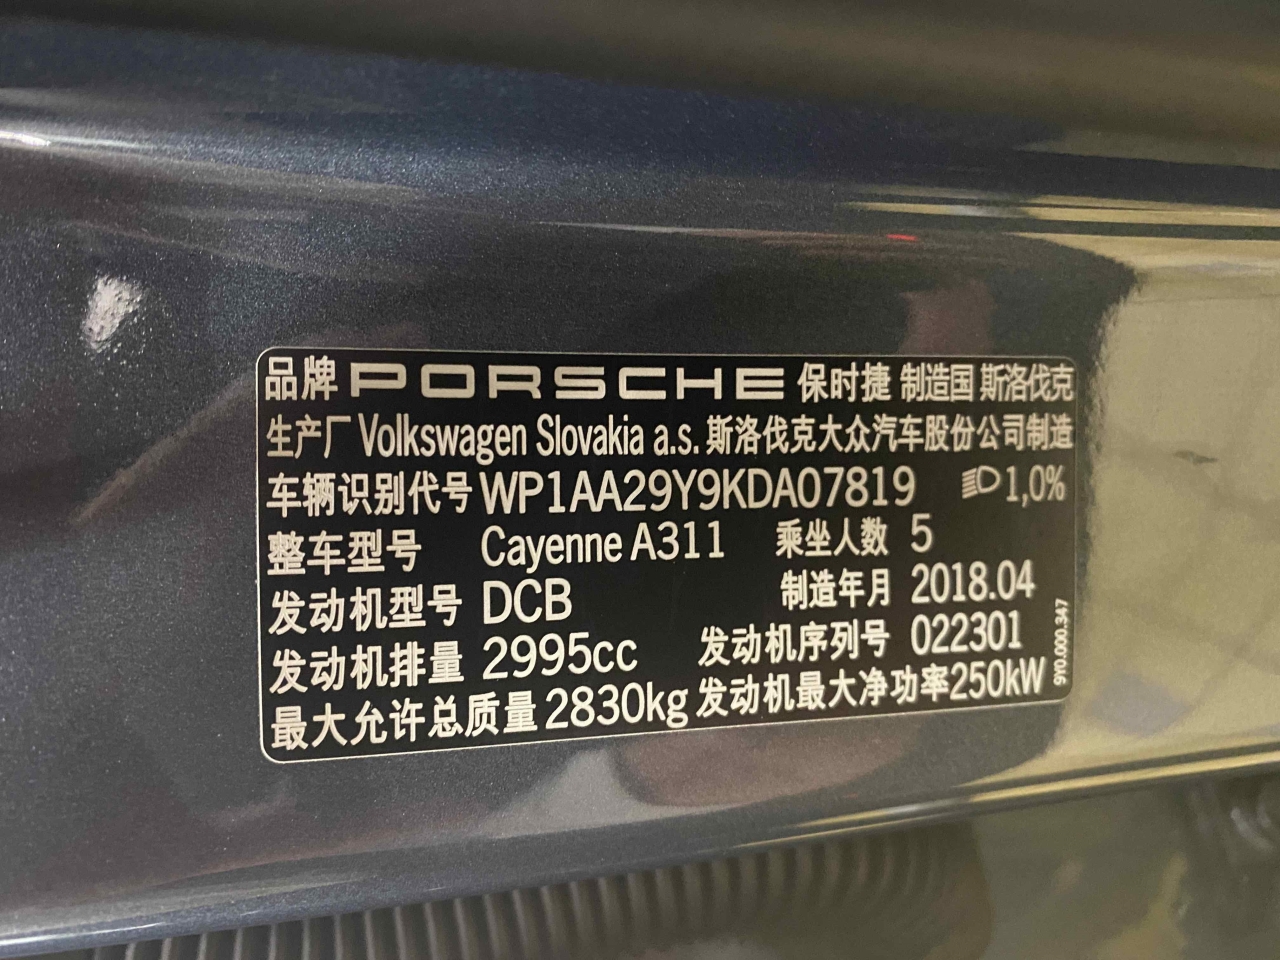 品牌 PORSCHE 保时捷 制造国 斯洛伐克
生产厂 Volkswagen Slovakia a.s. 斯洛伐克大众汽车股份公司制造
车辆识别代号 WP1AA29Y9KDA07819 1,0%
整车型号 Cayenne A311 乘坐人数 5
发动机型号 DCB 制造年月 2018.04
发动机排量 2995cc 发动机序列号 022301
最大允许总质量 2830kg 发动机最大净功率 250kW
9Y0.000.347